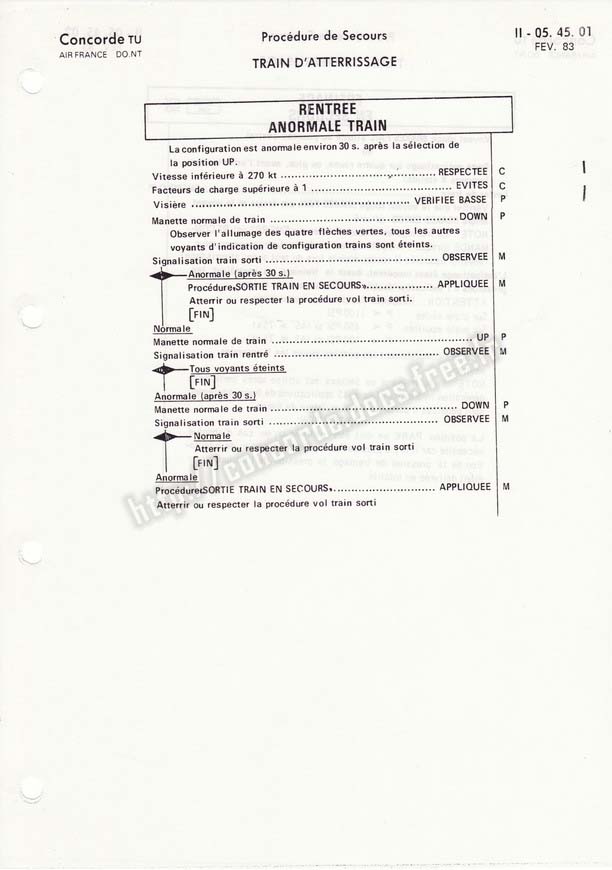 Concorde TU
AIR FRANCE DO.NT
Procédure de Secours
TRAIN D'ATTERRISSAGE
II - 05. 45. 01
FEV. 83
RENTREE
ANORMALE TRAIN
La configuration est anormale environ 30 s. après la sélection de
la position UP.
Vitesse inférieure à 270 kt ........ RESPECTEE C
Facteurs de charge supérieure à 1 ........ EVITES C
Visière ........ VERIFIEE BASSE P
Manette normale de train ........ DOWN P
Observer l'allumage des quatre flèches vertes, tous les autres
voyants d'indication de configuration trains sont éteints.
Signalisation train sorti ........ OBSERVEE M
Anormale (après 30 s.)
Procédure «SORTIE TRAIN EN SECOURS» ........ APPLIQUEE M
Atterrir ou respecter la procédure vol train sorti.
[FIN]
Normale
Manette normale de train ........ UP P
Signalisation train rentré ........ OBSERVEE M
Tous voyants éteints
[FIN]
Anormale (après 30 s.)
Manette normale de train ........ DOWN P
Signalisation train sorti ........ OBSERVEE M
Normale
Atterrir ou respecter la procédure vol train sorti
[FIN]
Anormale
Procédure «SORTIE TRAIN EN SECOURS» ........ APPLIQUEE M
Atterrir ou respecter la procédure vol train sorti
http://concordedocs.free.fr